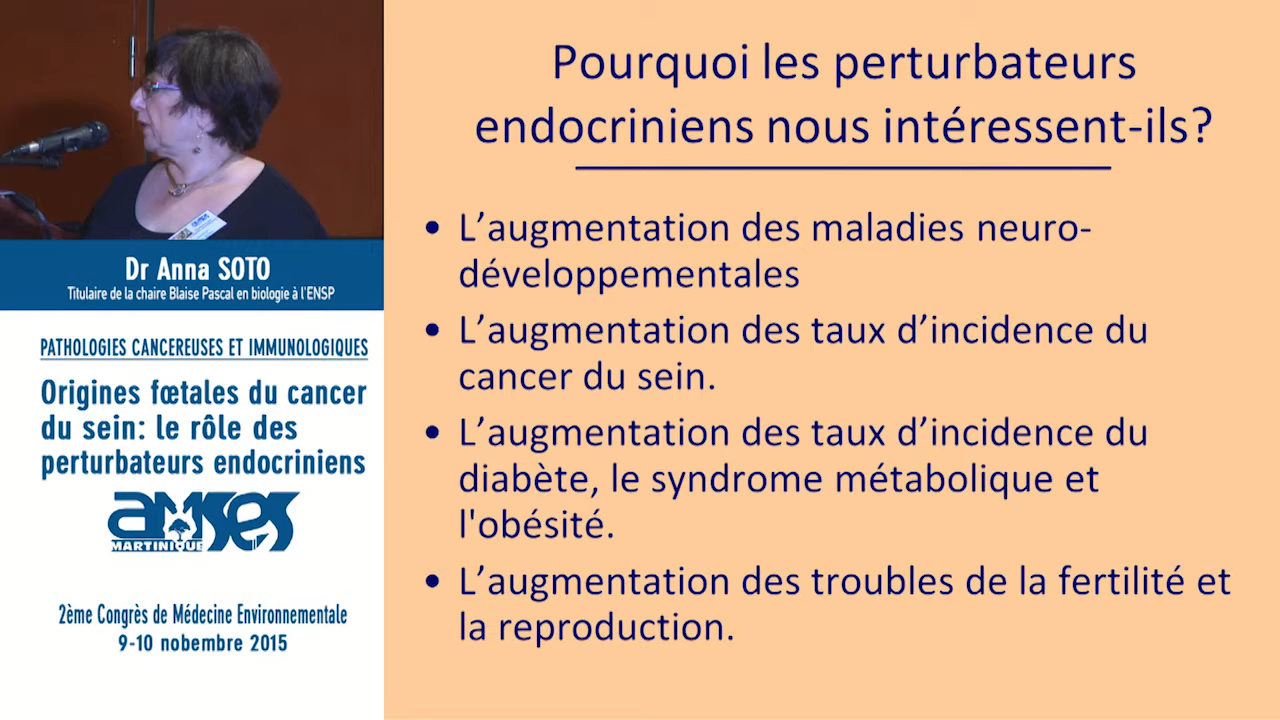 Dr Anna SOTO
Titulaire de la chaire Blaise Pascal en biologie à l'ENSP
PATHOLOGIES CANCEREUSES ET IMMUNOLOGIQUES
Origines fœtales du cancer
du sein: le rôle des
perturbateurs endocriniens
amses
MARTINIQUE
2ème Congrès de Médecine Environnementale
9-10 nobembre 2015
Pourquoi les perturbateurs
endocriniens nous intéressent-ils?
• L’augmentation des maladies neuro-
développementales
• L’augmentation des taux d’incidence du
cancer du sein.
• L’augmentation des taux d’incidence du
diabète, le syndrome métabolique et
l'obésité.
• L’augmentation des troubles de la fertilité et
la reproduction.